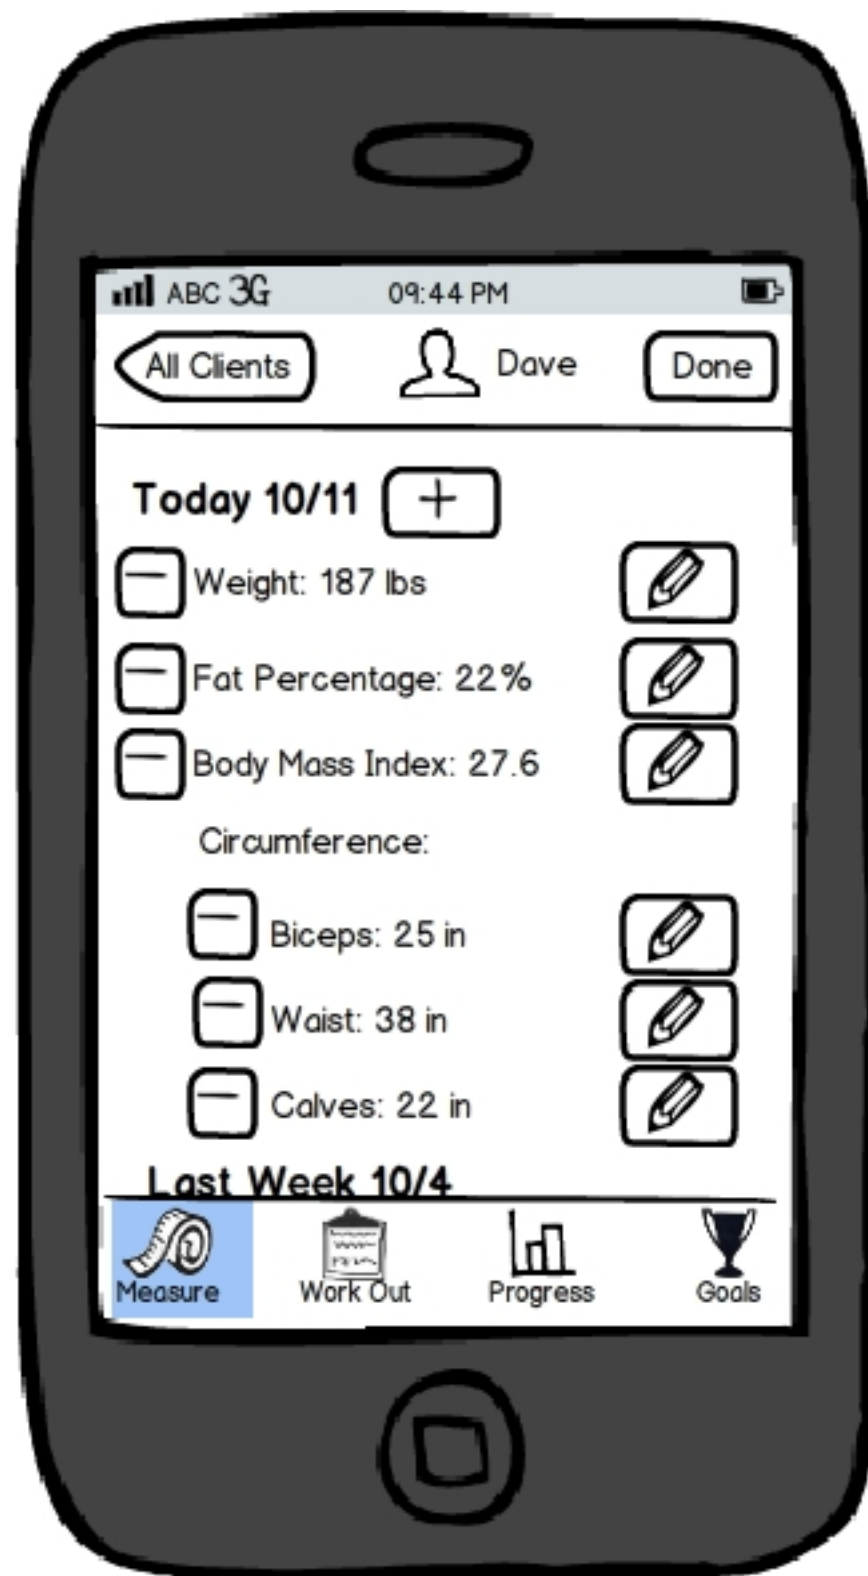 ABC 3G 09:44 PM
All Clients Dave Done
Today 10/11 +
Weight: 187 lbs
Fat Percentage: 22%
Body Mass Index: 27.6
Circumference:
Biceps: 25 in
Waist: 38 in
Calves: 22 in
Last Week 10/4
Measure Work Out Progress Goals